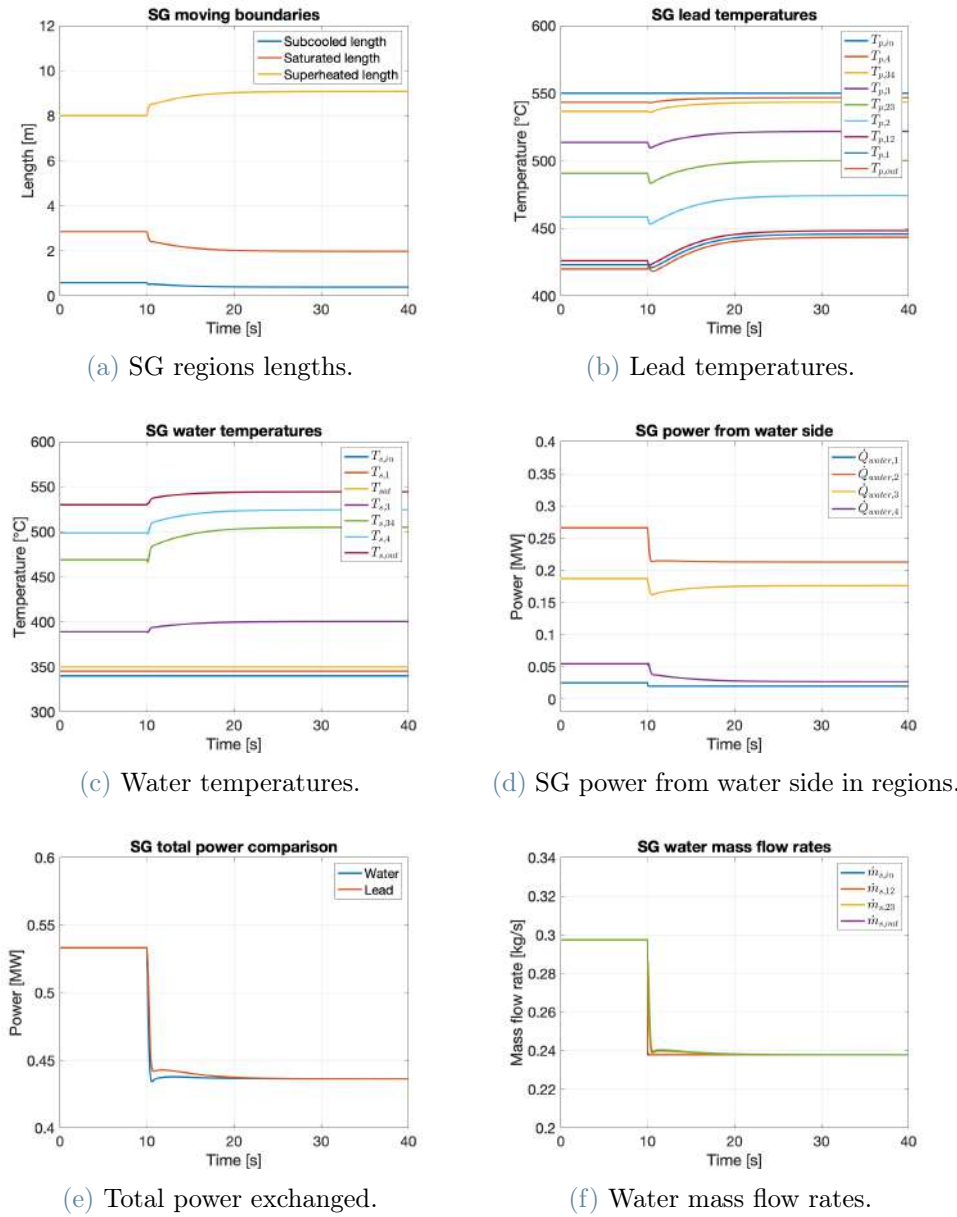 SG moving boundaries
12
10
8
6
4
2
0
Length [m]
Subcooled length
Saturated length
Superheated length
0 10 20 30 40
Time [s]
(a) SG regions lengths.
SG lead temperatures
600
550
500
450
400
Temperature [°C]
T_{p,in}
T_{p,4}
T_{p,34}
T_{p,3}
T_{p,23}
T_{p,2}
T_{p,12}
T_{p,1}
T_{p,out}
0 10 20 30 40
Time [s]
(b) Lead temperatures.
SG water temperatures
600
550
500
450
400
350
300
Temperature [°C]
T_{s,in}
T_{s,1}
T_{sat}
T_{s,3}
T_{s,34}
T_{s,4}
T_{s,out}
0 10 20 30 40
Time [s]
(c) Water temperatures.
SG power from water side
0.4
0.35
0.3
0.25
0.2
0.15
0.1
0.05
0
Power [MW]
Q̇_{water,1}
Q̇_{water,2}
Q̇_{water,3}
Q̇_{water,4}
0 10 20 30 40
Time [s]
(d) SG power from water side in regions.
SG total power comparison
0.6
0.55
0.5
0.45
0.4
Power [MW]
Water
Lead
0 10 20 30 40
Time [s]
(e) Total power exchanged.
SG water mass flow rates
0.34
0.32
0.3
0.28
0.26
0.24
0.22
0.2
Mass flow rate [kg/s]
ṁ_{s,in}
ṁ_{s,12}
ṁ_{s,23}
ṁ_{s,out}
0 10 20 30 40
Time [s]
(f) Water mass flow rates.